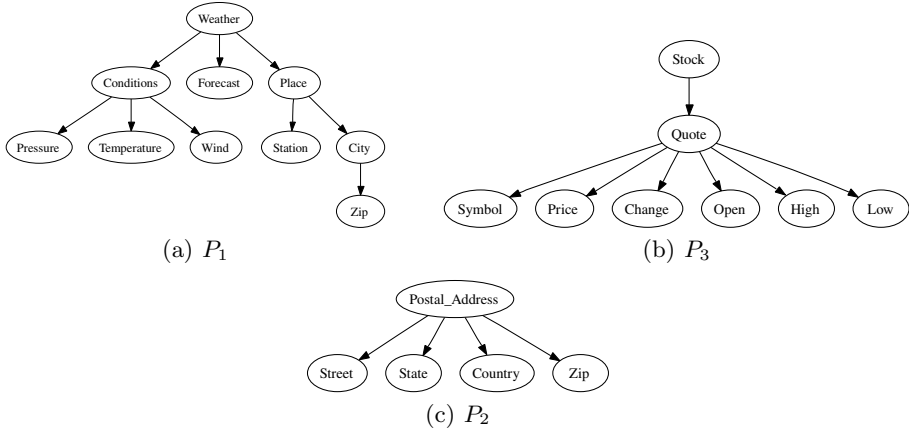 Weather
Conditions Forecast Place
Pressure Temperature Wind Station City
Zip
(a) P1
Stock
Quote
Symbol Price Change Open High Low
(b) P3
Postal_Address
Street State Country Zip
(c) P2